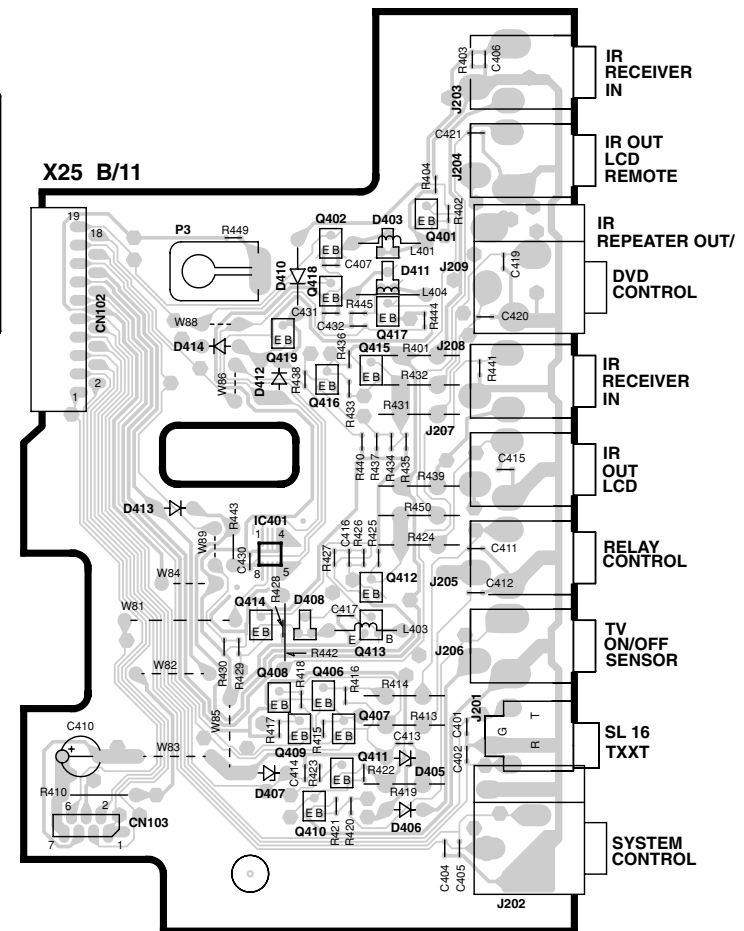 X25 B/11
IR
RECEIVER
IN
IR OUT
LCD
REMOTE
IR
REPEATER OUT/
DVD
CONTROL
IR
RECEIVER
IN
IR
OUT
LCD
RELAY
CONTROL
TV
ON/OFF
SENSOR
SL 16
TXXT
SYSTEM
CONTROL
R403
C406
J203
C421
J204
R404
R402
E B
Q401
19
18
CN102
2
1
P3
R449
Q402
E B
D403
L401
C407
D410
Q418
E B
D411
L404
J209
C419
C420
C431
R445
C432
E B
Q417
R444
W88
D414
E B
Q419
W86
D412
R438
R436
E B
Q416
R433
Q415
E B
R401
J208
R432
R441
R431
J207
R440
R437
R434
R435
R439
C415
R450
R424
D413
R443
IC401
1
4
8
5
W89
C430
R427
C416
R426
R425
C411
W84
R428
E B
Q412
J205
C412
W81
Q414
E B
D408
C417
E
B
L403
Q413
R442
J206
W82
R430
R429
R418
Q408
E B
Q406
E B
R416
R414
J201
G
T
R
W85
R417
E B
Q409
R415
E B
Q407
R413
C413
C401
C402
C410
+
W83
D407
C414
R423
E B
Q411
R422
D405
R410
6
2
CN103
7
1
E B
Q410
R421
R420
R419
D406
C404
C405
J202